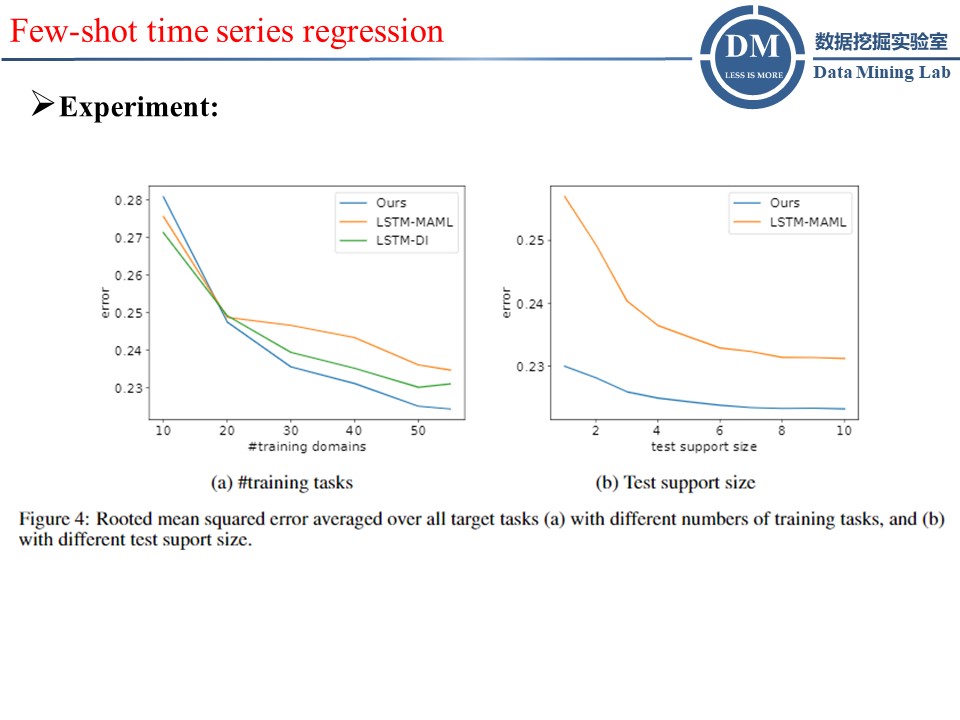 Few-shot time series regression
DM
LESS IS MORE
数据挖掘实验室
Data Mining Lab
➢Experiment:
0.28
0.27
0.26
0.25
0.24
0.23
error
10 20 30 40 50
#training domains
Ours
LSTM-MAML
LSTM-DI
(a) #training tasks
0.25
0.24
0.23
error
2 4 6 8 10
test support size
Ours
LSTM-MAML
(b) Test support size
Figure 4: Rooted mean squared error averaged over all target tasks (a) with different numbers of training tasks, and (b)
with different test suport size.